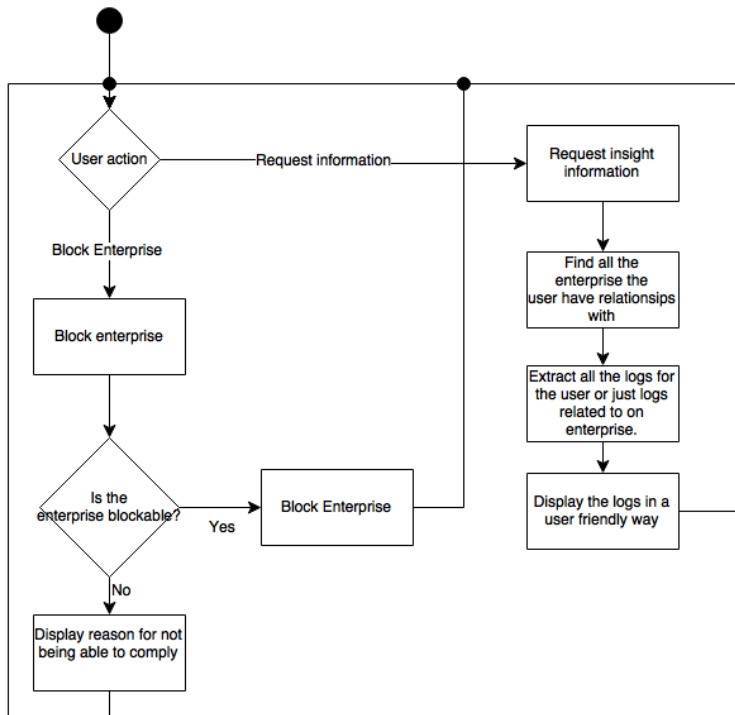 User action
Request information
Request insight
information
Block Enterprise
Find all the
enterprise the
user have relationsips
with
Block enterprise
Extract all the logs for
the user or just logs
related to on
enterprise.
Is the
enterprise blockable?
Yes
Block Enterprise
Display the logs in a
user friendly way
No
Display reason for not
being able to comply